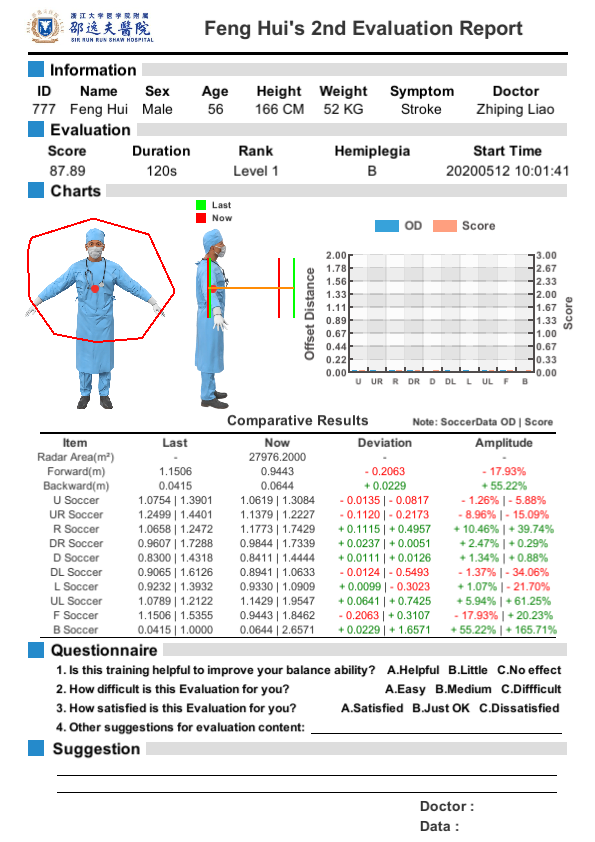 浙江大学医学院附属
邵逸夫醫院
SIR RUN RUN SHAW HOSPITAL
Feng Hui's 2nd Evaluation Report
Information
ID Name Sex Age Height Weight Symptom Doctor
777 Feng Hui Male 56 166 CM 52 KG Stroke Zhiping Liao
Evaluation
Score Duration Rank Hemiplegia Start Time
87.89 120s Level 1 B 20200512 10:01:41
Charts
Last
Now
OD Score
2.00 3.00
1.78 2.67
1.56 2.33
1.33 2.00
1.11 1.67
0.89 1.33
0.67 1.00
0.44 0.67
0.22 0.33
0.00 0.00
Offset Distance
Score
U UR R DR D DL L UL F B
Comparative Results Note: SoccerData OD | Score
Item Last Now Deviation Amplitude
Radar Area(m²) - 27976.2000 - -
Forward(m) 1.1506 0.9443 - 0.2063 - 17.93%
Backward(m) 0.0415 0.0644 + 0.0229 + 55.22%
U Soccer 1.0754 | 1.3901 1.0619 | 1.3084 - 0.0135 | - 0.0817 - 1.26% | - 5.88%
UR Soccer 1.2499 | 1.4401 1.1379 | 1.2227 - 0.1120 | - 0.2173 - 8.96% | - 15.09%
R Soccer 1.0658 | 1.2472 1.1773 | 1.7429 + 0.1115 | + 0.4957 + 10.46% | + 39.74%
DR Soccer 0.9607 | 1.7288 0.9844 | 1.7339 + 0.0237 | + 0.0051 + 2.47% | + 0.29%
D Soccer 0.8300 | 1.4318 0.8411 | 1.4444 + 0.0111 | + 0.0126 + 1.34% | + 0.88%
DL Soccer 0.9065 | 1.6126 0.8941 | 1.0633 - 0.0124 | - 0.5493 - 1.37% | - 34.06%
L Soccer 0.9232 | 1.3932 0.9330 | 1.0909 + 0.0099 | - 0.3023 + 1.07% | - 21.70%
UL Soccer 1.0789 | 1.2122 1.1429 | 1.9547 + 0.0641 | + 0.7425 + 5.94% | + 61.25%
F Soccer 1.1506 | 1.5355 0.9443 | 1.8462 - 0.2063 | + 0.3107 - 17.93% | + 20.23%
B Soccer 0.0415 | 1.0000 0.0644 | 2.6571 + 0.0229 | + 1.6571 + 55.22% | + 165.71%
Questionnaire
1. Is this training helpful to improve your balance ability? A.Helpful B.Little C.No effect
2. How difficult is this Evaluation for you? A.Easy B.Medium C.Diffficult
3. How satisfied is this Evaluation for you? A.Satisfied B.Just OK C.Dissatisfied
4. Other suggestions for evaluation content:
Suggestion
Doctor :
Data :